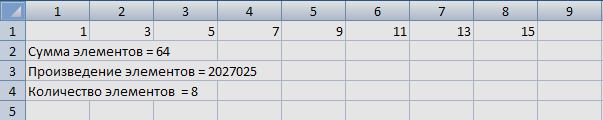 1 2 3 4 5 6 7 8 9
1 1 3 5 7 9 11 13 15
2 Сумма элементов = 64
3 Произведение элементов = 2027025
4 Количество элементов = 8
5